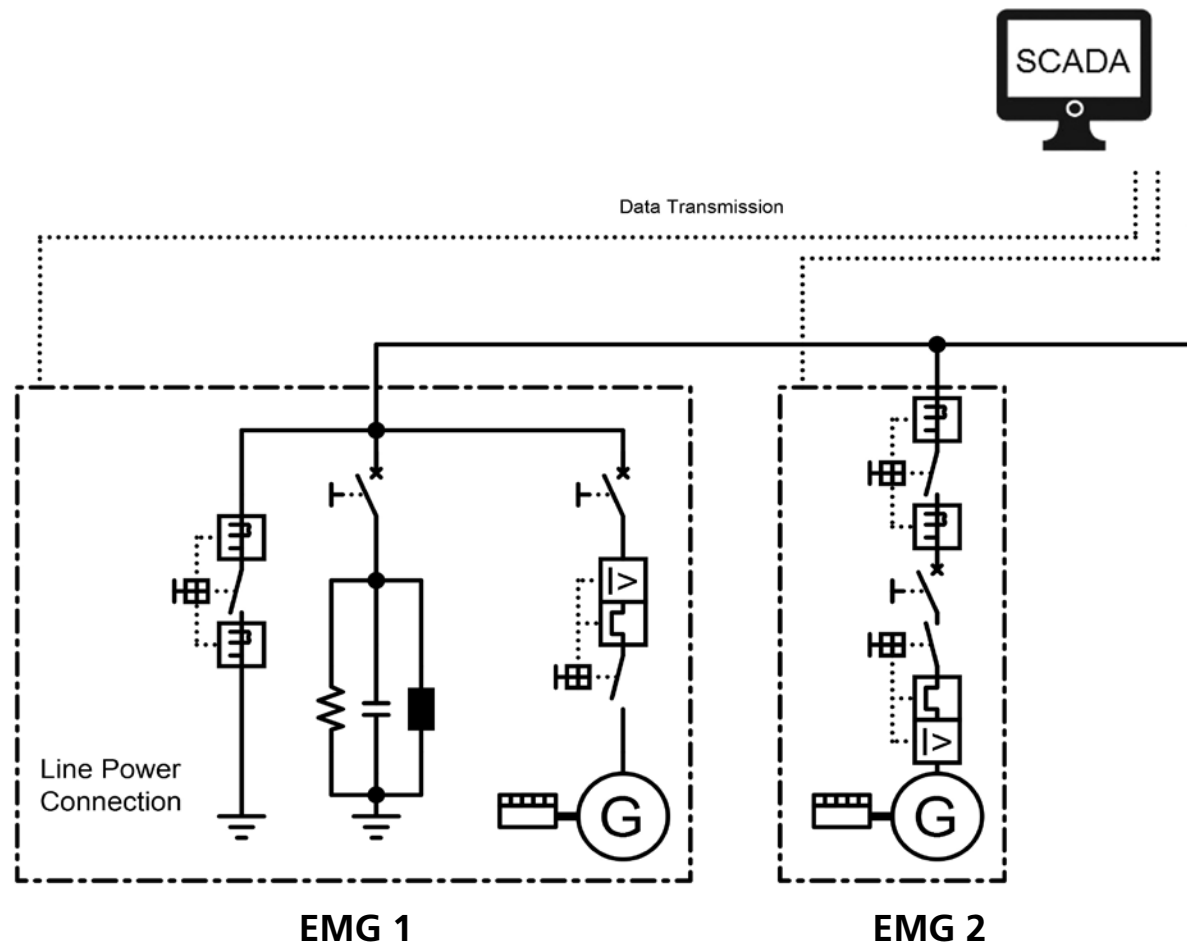 SCADA
Data Transmission
I>
I>
Line Power
Connection
G
G
EMG 1
EMG 2